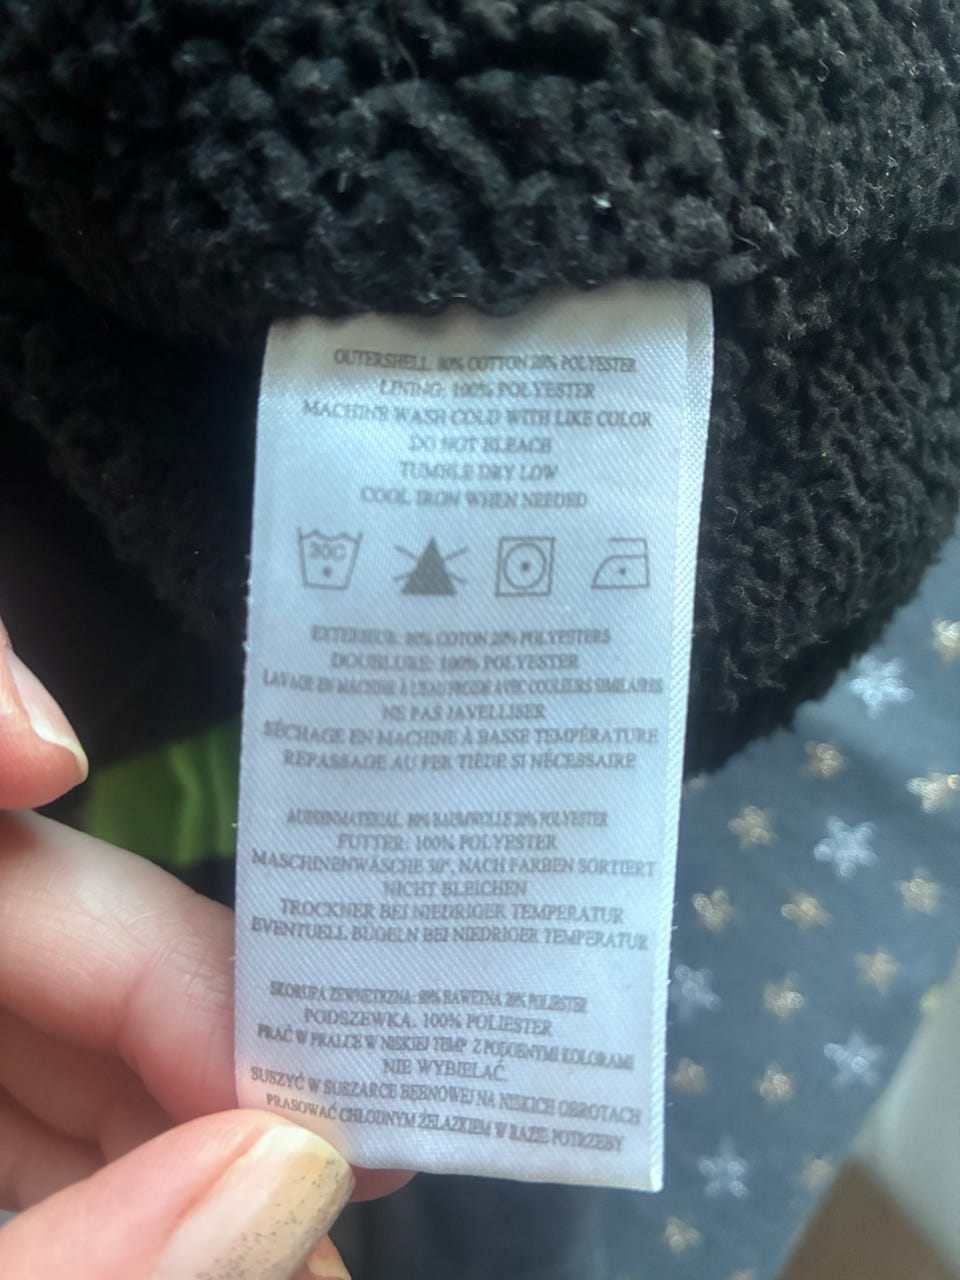 OUTERSHELL 80% COTTON 20% POLYESTER
LINING: 100% POLYESTER
MACHINE WASH COLD WITH LIKE COLOR
DO NOT BLEACH
TUMBLE DRY LOW
COOL IRON WHEN NEEDED
30C
EXTERIEUR: 80% COTON 20% POLYESTERS
DOUBLURE: 100% POLYESTER
LAVAGE EN MACHINE À L'EAU FROIDE AVEC COULEURS SIMILAIRES
NE PAS JAVELLISER
SÉCHAGE EN MACHINE À BASSE TEMPÉRATURE
REPASSAGE AU FER TIÈDE SI NÉCESSAIRE
AUßENMATERIAL 80% BAUMWOLLE 20% POLYESTER
FUTTER: 100% POLYESTER
MASCHINENWÄSCHE 30°, NACH FARBEN SORTIERT
NICHT BLEICHEN
TROCKNER BEI NIEDRIGER TEMPERATUR
EVENTUELL BÜGELN BEI NIEDRIGER TEMPERATUR
SKORUPA ZEWNETRZNA: 80% BAWEŁNA 20% POLIESTER
PODSZEWKA. 100% POLIESTER
PRAĆ W PRALCE W NISKIEJ TEMP Z PODOBNYMI KOLORAMI
NIE WYBIELAĆ
SUSZYĆ W SUSZARCE BĘBNOWEJ NA NISKICH OBROTACH
PRASOWAĆ CHŁODNYM ŻELAZKIEM W RAZIE POTRZEBY